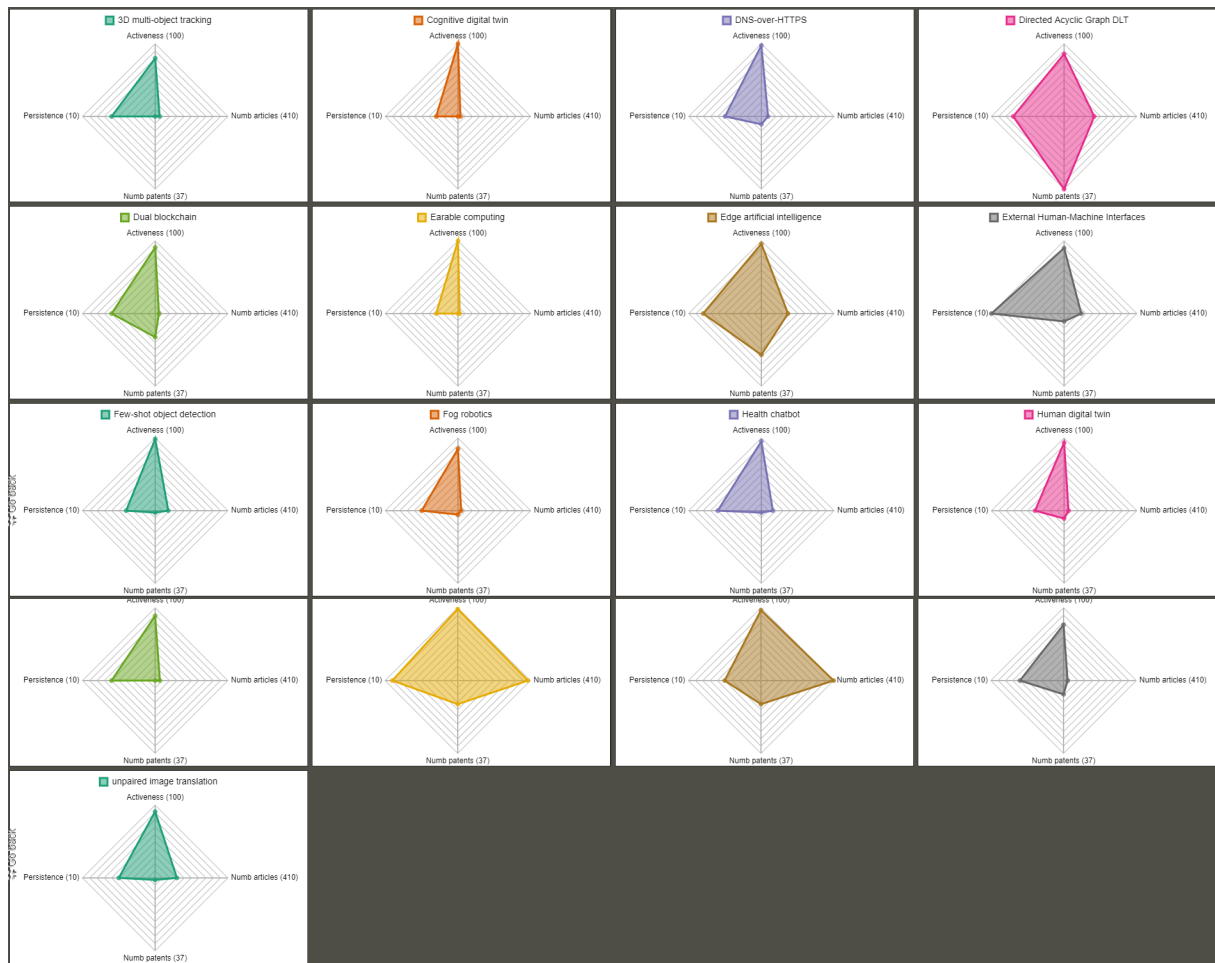 3D multi-object tracking
Activeness (100)
Persistence (10)
Numb articles (410)
Numb patents (37)
Cognitive digital twin
Activeness (100)
Persistence (10)
Numb articles (410)
Numb patents (37)
DNS-over-HTTPS
Activeness (100)
Persistence (10)
Numb articles (410)
Numb patents (37)
Directed Acyclic Graph DLT
Activeness (100)
Persistence (10)
Numb articles (410)
Numb patents (37)
Dual blockchain
Activeness (100)
Persistence (10)
Numb articles (410)
Numb patents (37)
Earable computing
Activeness (100)
Persistence (10)
Numb articles (410)
Numb patents (37)
Edge artificial intelligence
Activeness (100)
Persistence (10)
Numb articles (410)
Numb patents (37)
External Human-Machine Interfaces
Activeness (100)
Persistence (10)
Numb articles (410)
Numb patents (37)
Few-shot object detection
Activeness (100)
Persistence (10)
Numb articles (410)
Numb patents (37)
Go back
Fog robotics
Activeness (100)
Persistence (10)
Numb articles (410)
Numb patents (37)
Health chatbot
Activeness (100)
Persistence (10)
Numb articles (410)
Numb patents (37)
Human digital twin
Activeness (100)
Persistence (10)
Numb articles (410)
Numb patents (37)
Activeness (100)
Persistence (10)
Numb articles (410)
Numb patents (37)
Activeness (100)
Persistence (10)
Numb articles (410)
Numb patents (37)
Activeness (100)
Persistence (10)
Numb articles (410)
Numb patents (37)
Activeness (100)
Persistence (10)
Numb articles (410)
Numb patents (37)
unpaired image translation
Activeness (100)
Persistence (10)
Numb articles (410)
Numb patents (37)
Go back